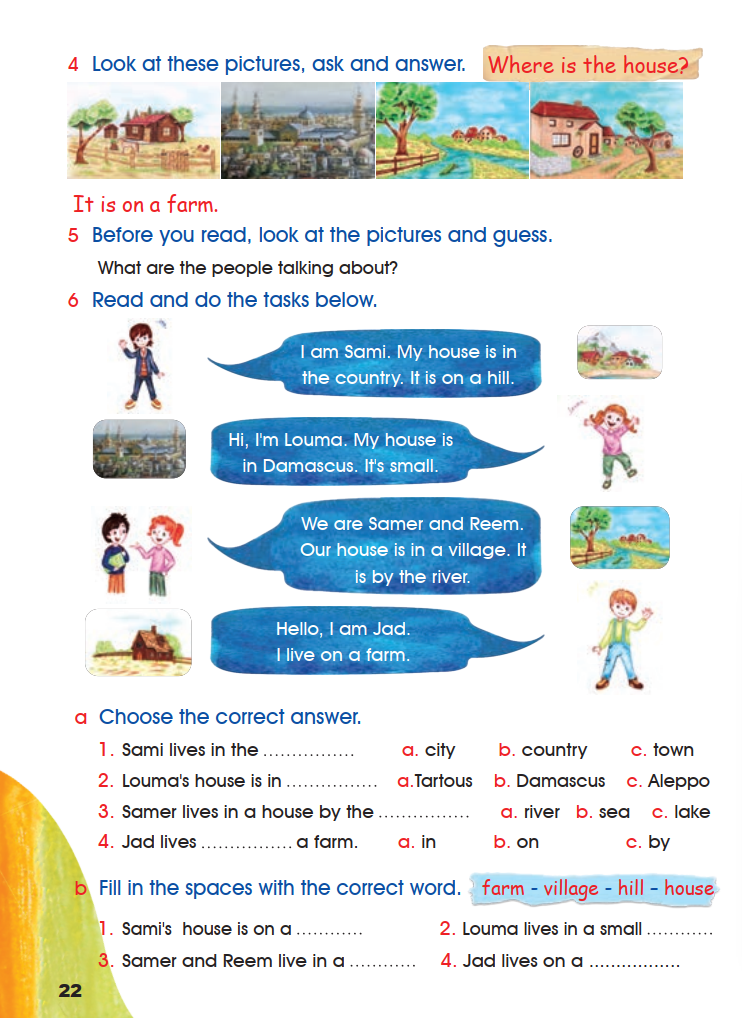 4 Look at these pictures, ask and answer. Where is the house?
It is on a farm.
5 Before you read, look at the pictures and guess.
What are the people talking about?
6 Read and do the tasks below.
I am Sami. My house is in
the country. It is on a hill.
Hi, I'm Louma. My house is
in Damascus. It's small.
We are Samer and Reem.
Our house is in a village. It
is by the river.
Hello, I am Jad.
I live on a farm.
a Choose the correct answer.
1. Sami lives in the ................ a. city b. country c. town
2. Louma's house is in ................ a.Tartous b. Damascus c. Aleppo
3. Samer lives in a house by the ................ a. river b. sea c. lake
4. Jad lives ................ a farm. a. in b. on c. by
b Fill in the spaces with the correct word. farm - village - hill – house
1. Sami's house is on a ............ 2. Louma lives in a small ............
3. Samer and Reem live in a ............ 4. Jad lives on a .................
22